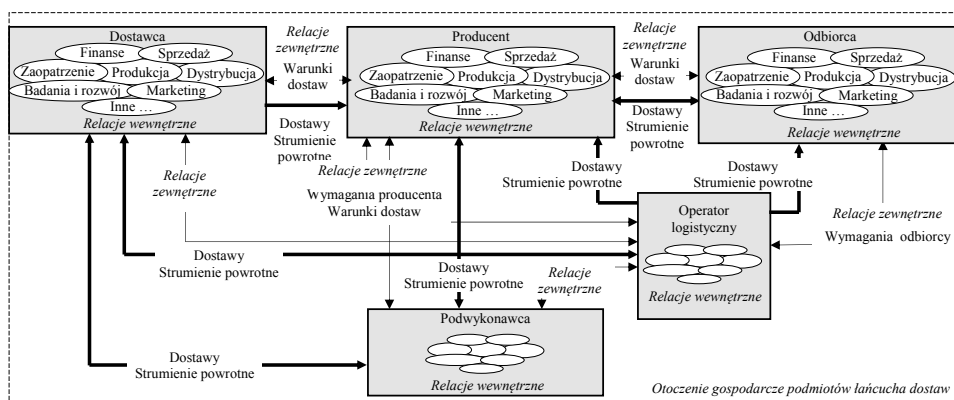 Dostawca
Finanse
Sprzedaż
Zaopatrzenie
Produkcja
Dystrybucja
Badania i rozwój
Marketing
Inne …
Relacje wewnętrzne
Relacje
zewnętrzne
Warunki
dostaw
Dostawy
Strumienie
powrotne
Producent
Finanse
Sprzedaż
Zaopatrzenie
Produkcja
Dystrybucja
Badania i rozwój
Marketing
Inne …
Relacje wewnętrzne
Relacje
zewnętrzne
Warunki
dostaw
Dostawy
Strumienie
powrotne
Odbiorca
Finanse
Sprzedaż
Zaopatrzenie
Produkcja
Dystrybucja
Badania i rozwój
Marketing
Inne …
Relacje wewnętrzne
Relacje
zewnętrzne
Relacje zewnętrzne
Wymagania producenta
Warunki dostaw
Dostawy
Strumienie powrotne
Dostawy
Strumienie powrotne
Operator
logistyczny
Relacje wewnętrzne
Relacje zewnętrzne
Wymagania odbiorcy
Dostawy
Strumienie powrotne
Dostawy
Strumienie powrotne
Relacje
zewnętrzne
Podwykonawca
Relacje wewnętrzne
Dostawy
Strumienie powrotne
Otoczenie gospodarcze podmiotów łańcucha dostaw